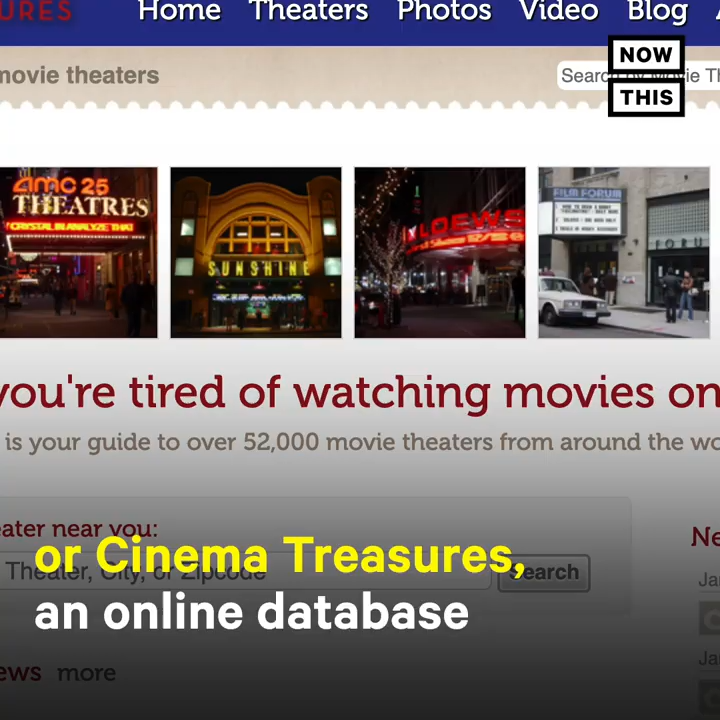 URES
Home Theaters Photos Video Blog
movie theaters
NOW
THIS
AMC 25
THEATRES
SUNSHINE
LOEWS
FILM FORUM
you're tired of watching movies on
is your guide to over 52,000 movie theaters from around the wo
eater near you:
Theater, City, or Zipcode
Search
or Cinema Treasures,
an online database
Ne
Ja
Ja
ews more